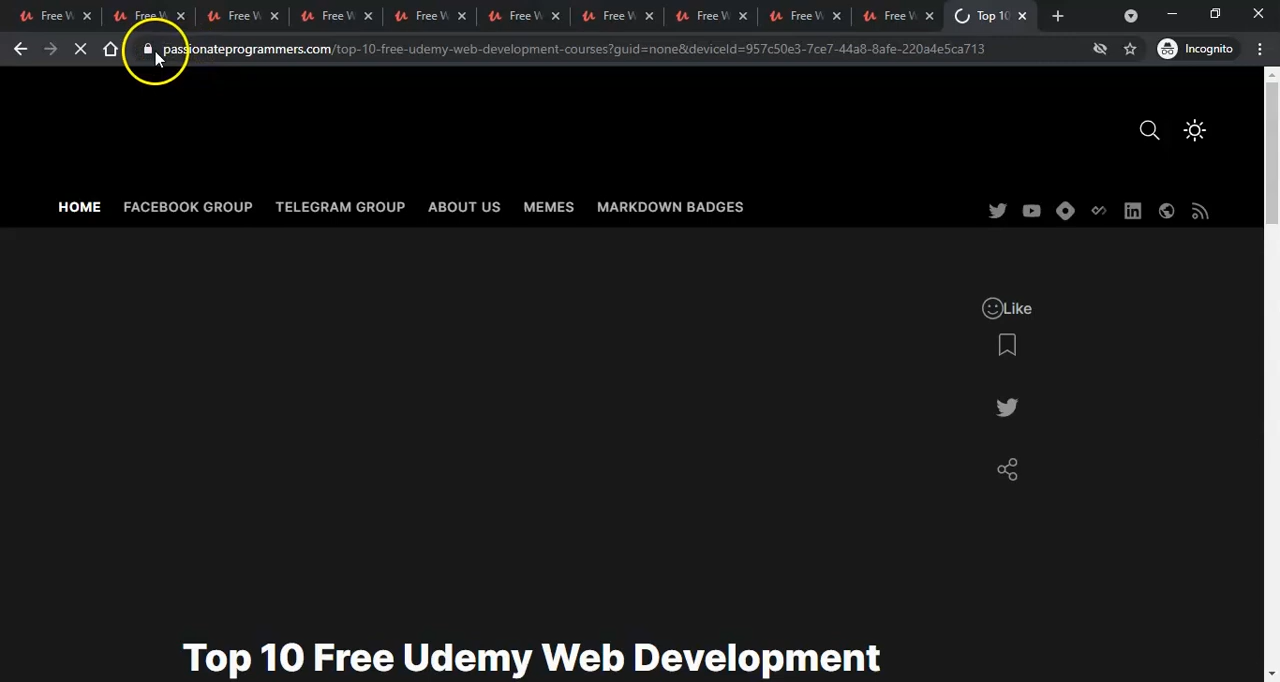 Free W Free W Free W Free W Free W Free W Free W Free W Free W Free W Top 10
passionateprogrammers.com/top-10-free-udemy-web-development-courses?guid=none&deviceId=957c50e3-7ce7-44a8-8afe-220a4e5ca713 Incognito
HOME FACEBOOK GROUP TELEGRAM GROUP ABOUT US MEMES MARKDOWN BADGES
Like
Top 10 Free Udemy Web Development